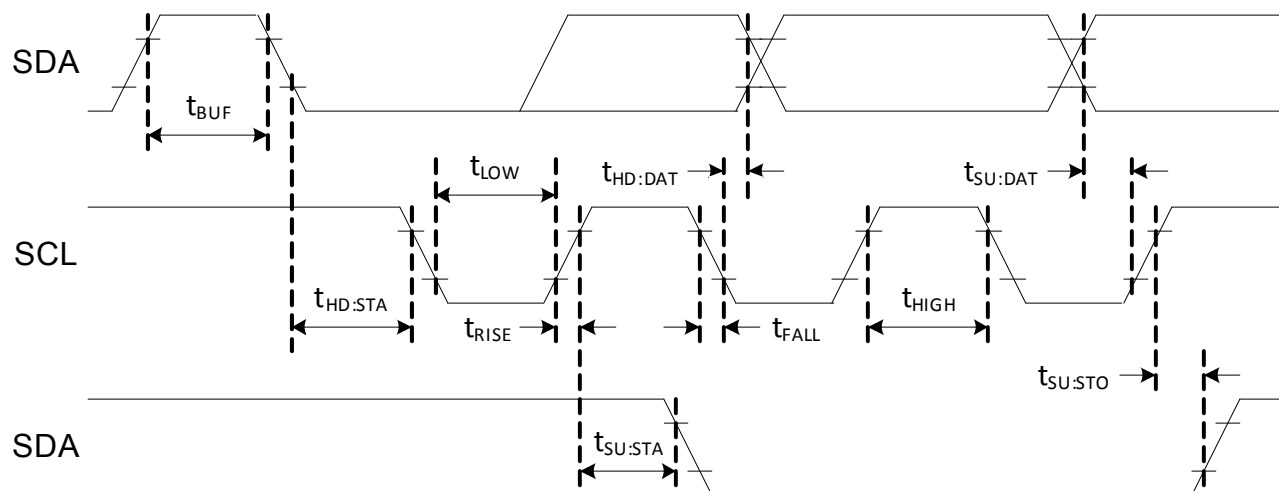 SDA
tBUF
tLOW
tHD:DAT
tSU:DAT
SCL
tHD:STA
tRISE
tFALL
tHIGH
tSU:STO
SDA
tSU:STA